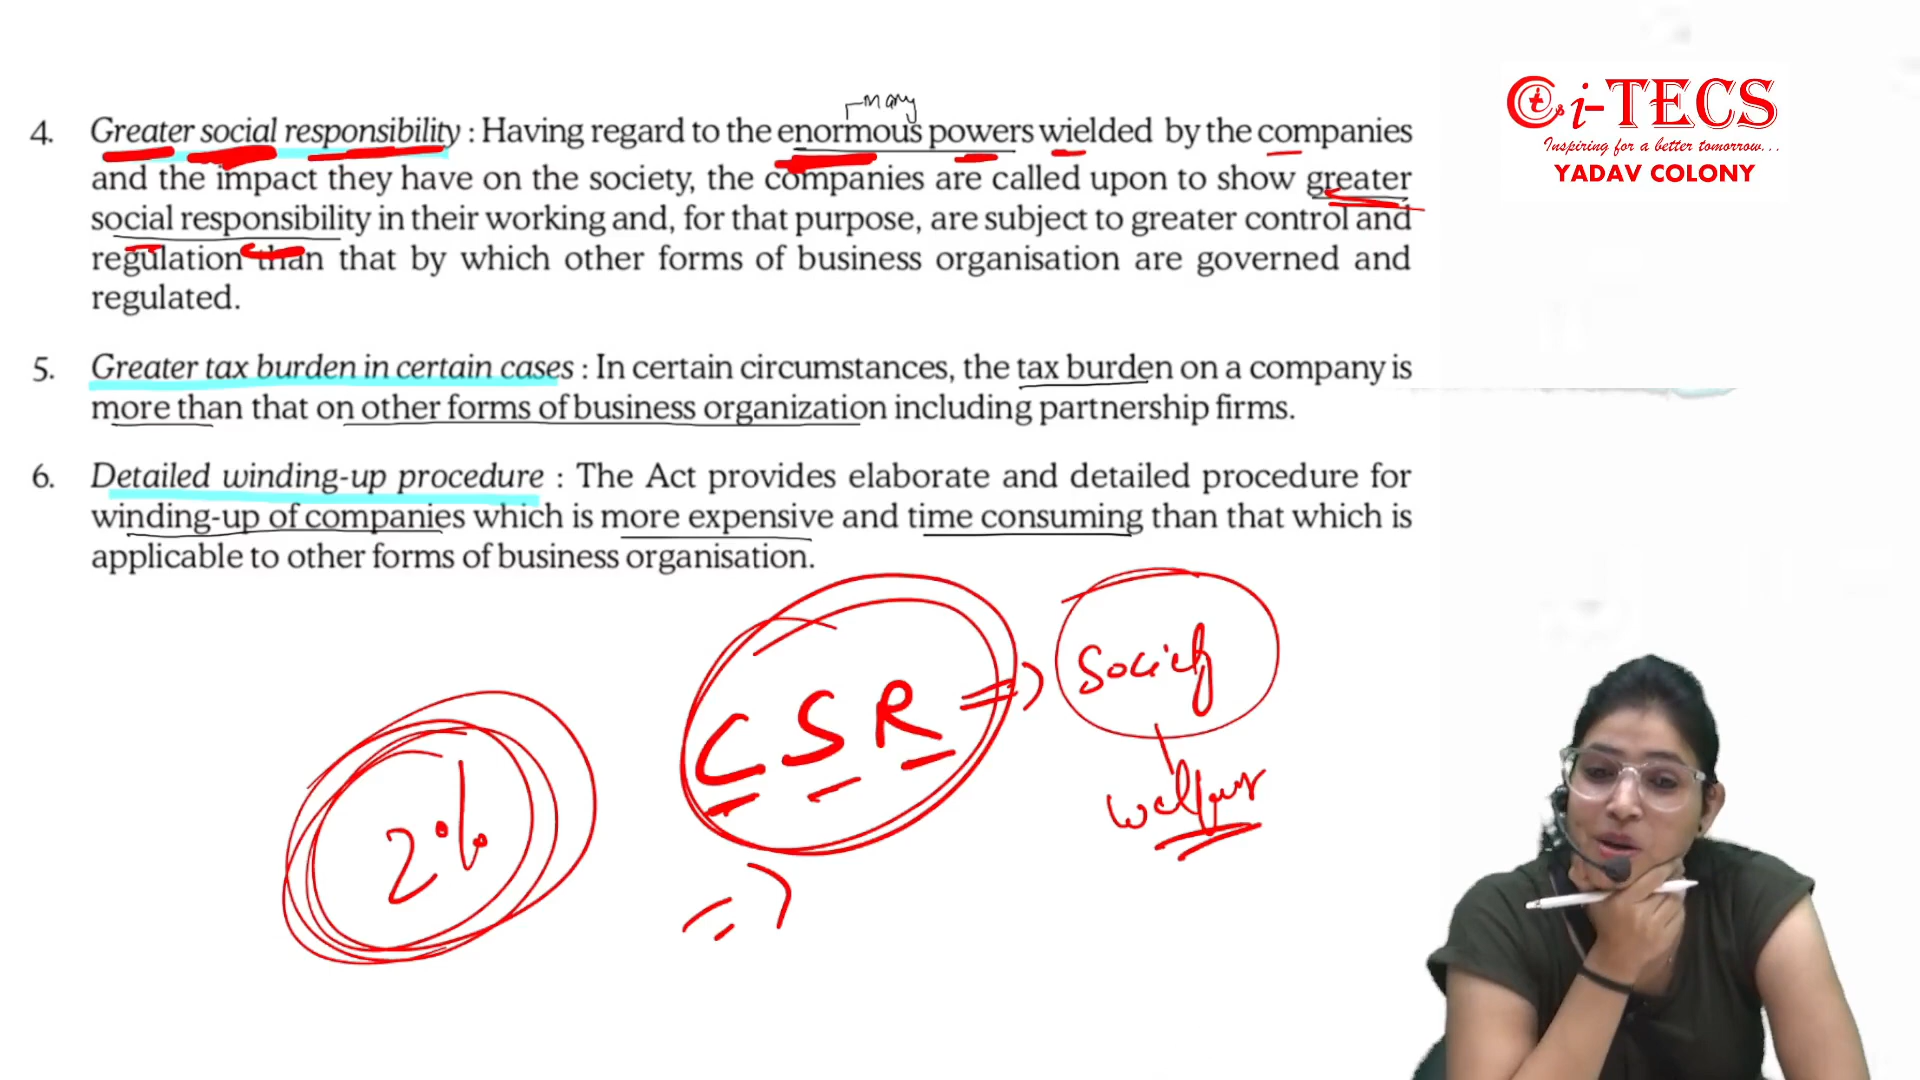 many
4. Greater social responsibility : Having regard to the enormous powers wielded by the companies
and the impact they have on the society, the companies are called upon to show greater
social responsibility in their working and, for that purpose, are subject to greater control and
regulation than that by which other forms of business organisation are governed and
regulated.
5. Greater tax burden in certain cases : In certain circumstances, the tax burden on a company is
more than that on other forms of business organization including partnership firms.
6. Detailed winding-up procedure : The Act provides elaborate and detailed procedure for
winding-up of companies which is more expensive and time consuming than that which is
applicable to other forms of business organisation.
CSR => Society
2%
=>
i-TECS
Inspiring for a better tomorrow...
YADAV COLONY